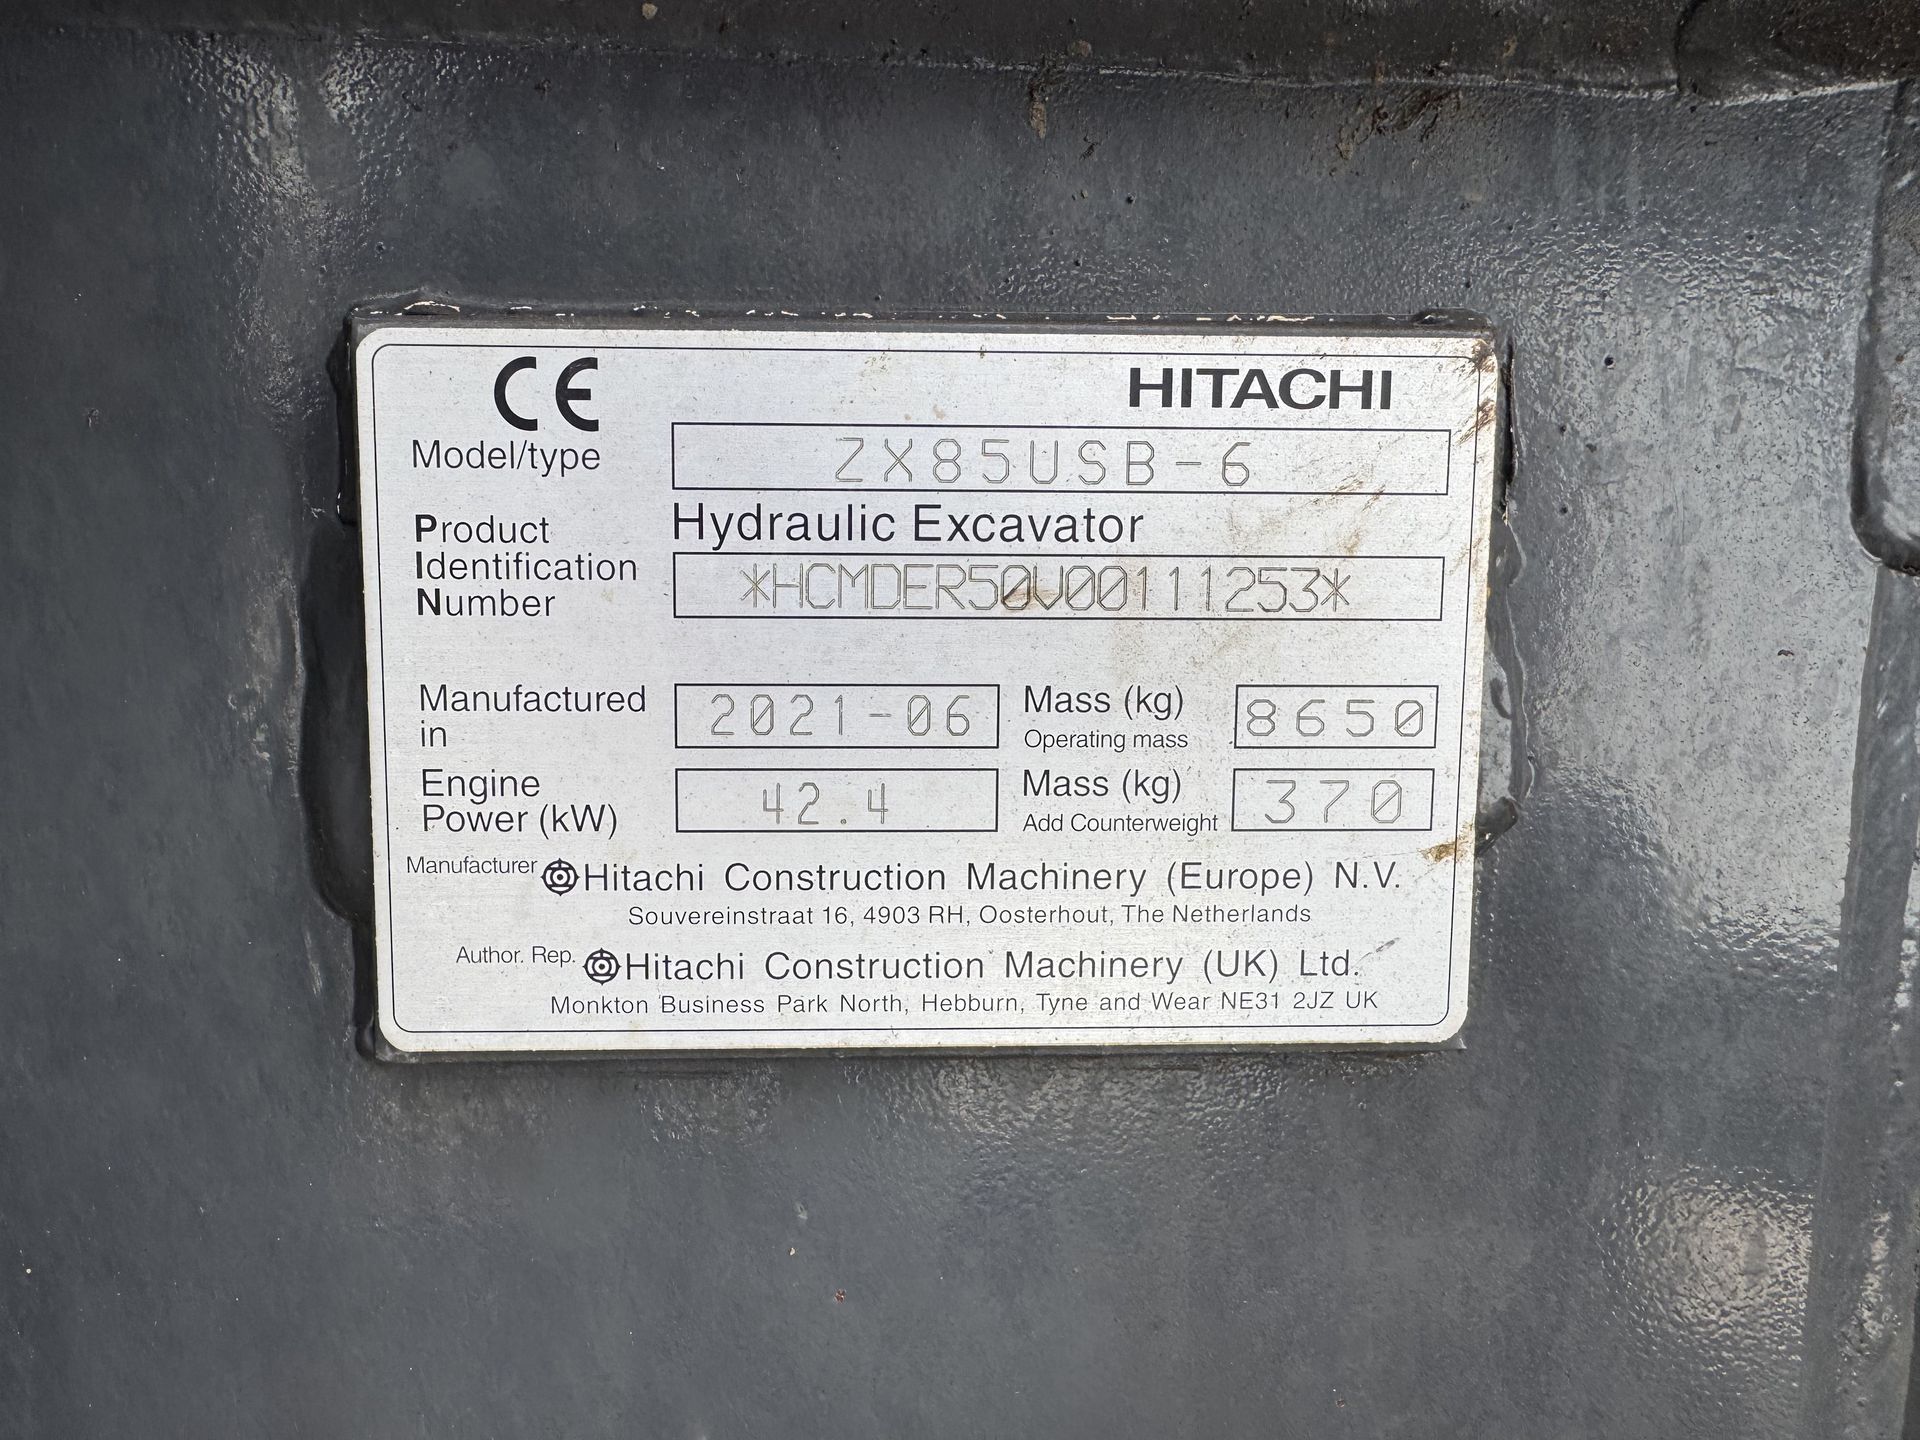 CE HITACHI
Model/type ZX85USB-6
Hydraulic Excavator
Product
Identification
Number
*HCMDER50V00111253*
Manufactured
in
2021-06
Mass (kg)
Operating mass
8650
Engine
Power (kW)
42.4
Mass (kg)
Add Counterweight
370
Manufacturer Hitachi Construction Machinery (Europe) N.V.
Souvereinstraat 16, 4903 RH, Oosterhout, The Netherlands
Author. Rep. Hitachi Construction Machinery (UK) Ltd.
Monkton Business Park North, Hebburn, Tyne and Wear NE31 2JZ UK